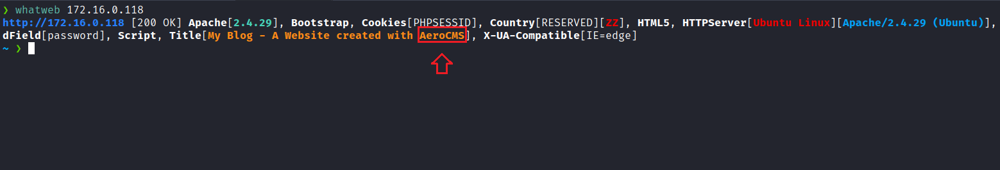 ❯ whatweb 172.16.0.118
http://172.16.0.118 [200 OK] Apache[2.4.29], Bootstrap, Cookies[PHPSESSID], Country[RESERVED][ZZ], HTML5, HTTPServer[Ubuntu Linux][Apache/2.4.29 (Ubuntu)],
dField[password], Script, Title[My Blog - A Website created with AeroCMS], X-UA-Compatible[IE=edge]
~ ❯